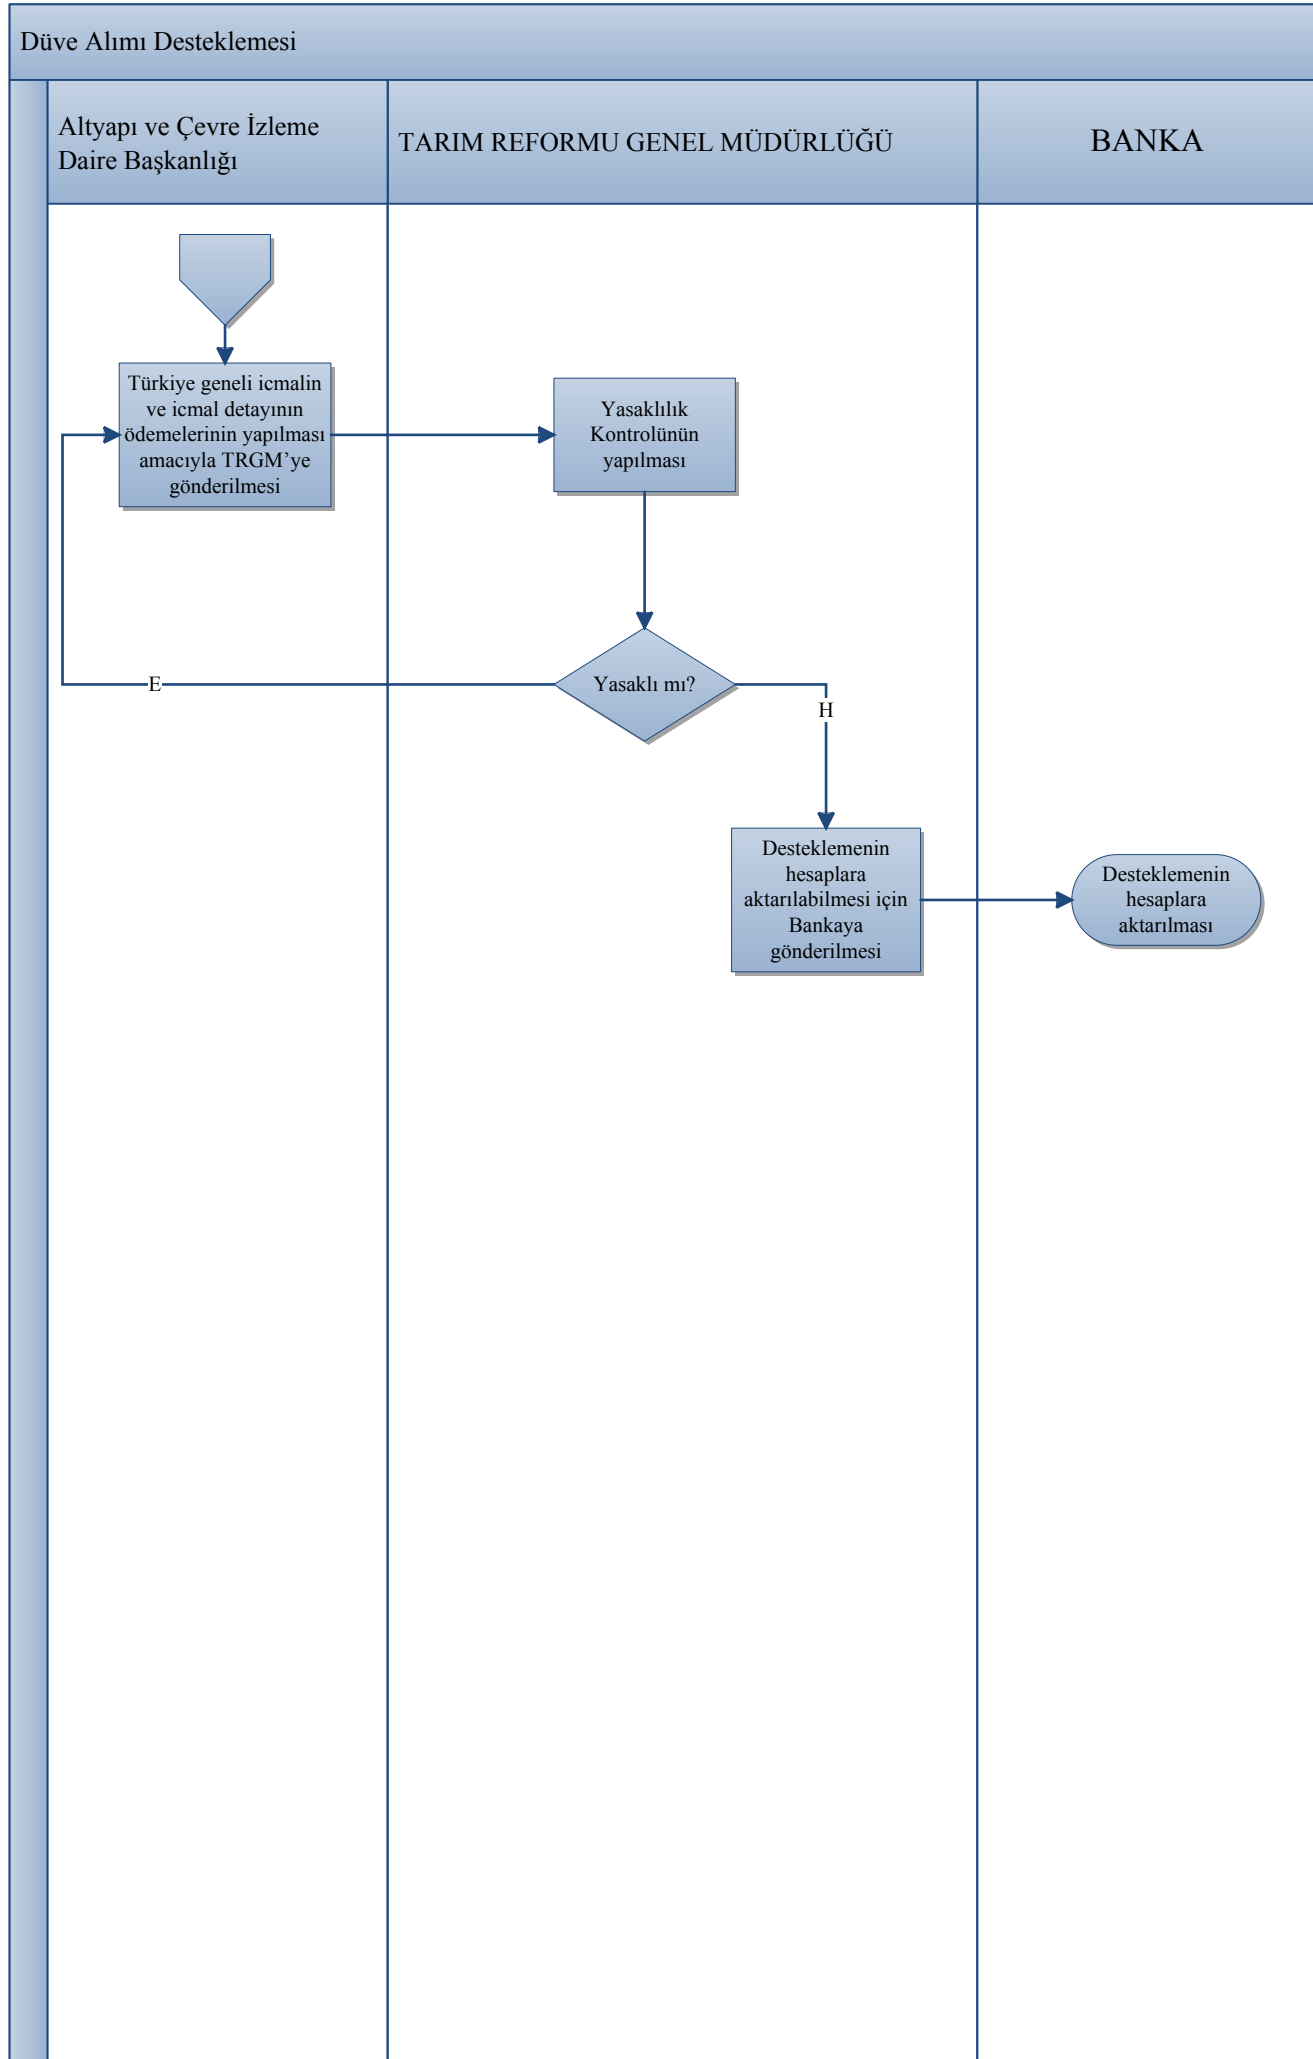 Düve Alımı Desteklemesi
Altyapı ve Çevre İzleme
Daire Başkanlığı
TARIM REFORMU GENEL MÜDÜRLÜĞÜ
BANKA
Türkiye geneli icmalin
ve icmal detayının
ödemelerinin yapılması
amacıyla TRGM’ye
gönderilmesi
Yasaklılık
Kontrolünün
yapılması
E
Yasaklı mı?
H
Desteklemenin
hesaplara
aktarılabilmesi için
Bankaya
gönderilmesi
Desteklemenin
hesaplara
aktarılması